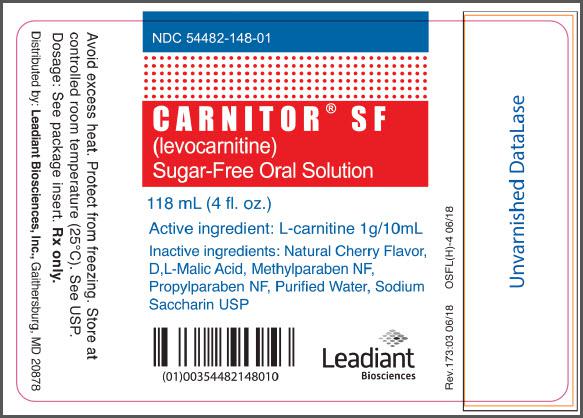 Avoid excess heat. Protect from freezing. Store at
controlled room temperature (25°C). See USP.
Dosage: See package insert. Rx only.
Distributed by: Leadiant Biosciences, Inc., Gaithersburg, MD 20878
NDC 54482-148-01
CARNITOR® SF
(levocarnitine)
Sugar-Free Oral Solution
118 mL (4 fl. oz.)
Active ingredient: L-carnitine 1g/10mL
Inactive ingredients: Natural Cherry Flavor,
D,L-Malic Acid, Methylparaben NF,
Propylparaben NF, Purified Water, Sodium
Saccharin USP
(01)00354482148010
Leadiant
Biosciences
Rev.173:03 06/18 OSFL(H)-4 06/18
Unvarnished DataLase